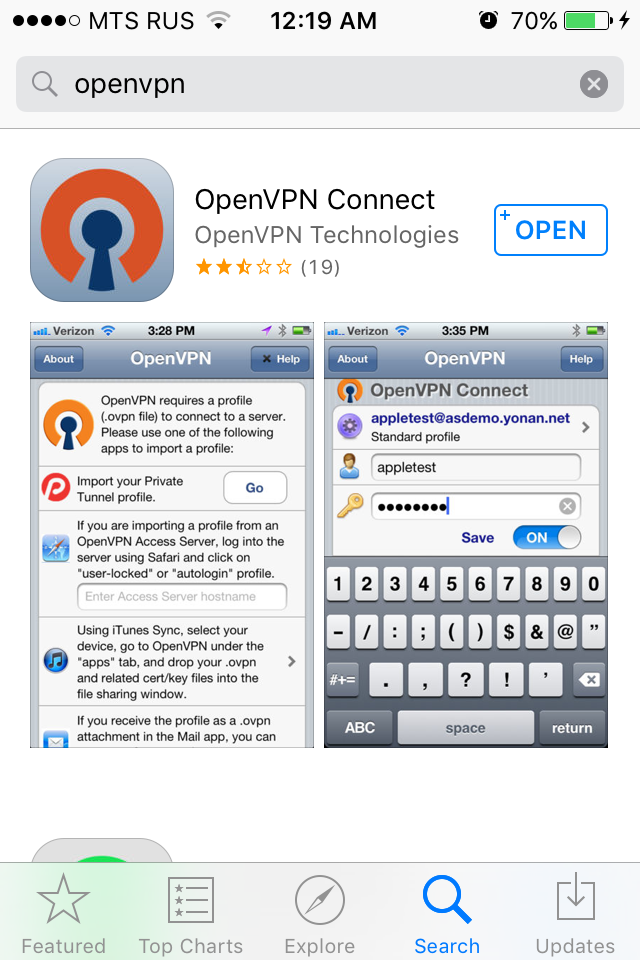 MTS RUS 12:19 AM 70%
openvpn
OpenVPN Connect
OpenVPN Technologies
+ OPEN
(19)
Verizon 3:28 PM
About OpenVPN × Help
OpenVPN requires a profile
(.ovpn file) to connect to a server.
Please use one of the following
apps to import a profile:
Import your Private
Tunnel profile.
Go
If you are importing a profile from an
OpenVPN Access Server, log into the
server using Safari and click on
"user-locked" or "autologin" profile.
Enter Access Server hostname
Using iTunes Sync, select your
device, go to OpenVPN under the
"apps" tab, and drop your .ovpn
and related cert/key files into the
file sharing window.
If you receive the profile as a .ovpn
attachment in the Mail app, you can
Verizon 3:35 PM
About OpenVPN Help
OpenVPN Connect
appletest@asdemo.yonan.net
Standard profile
appletest
••••••••
Save ON
1 2 3 4 5 6 7 8 9 0
- / : ; ( ) $ & @ "
#+= . , ? ! '
ABC space return
Featured Top Charts Explore Search Updates